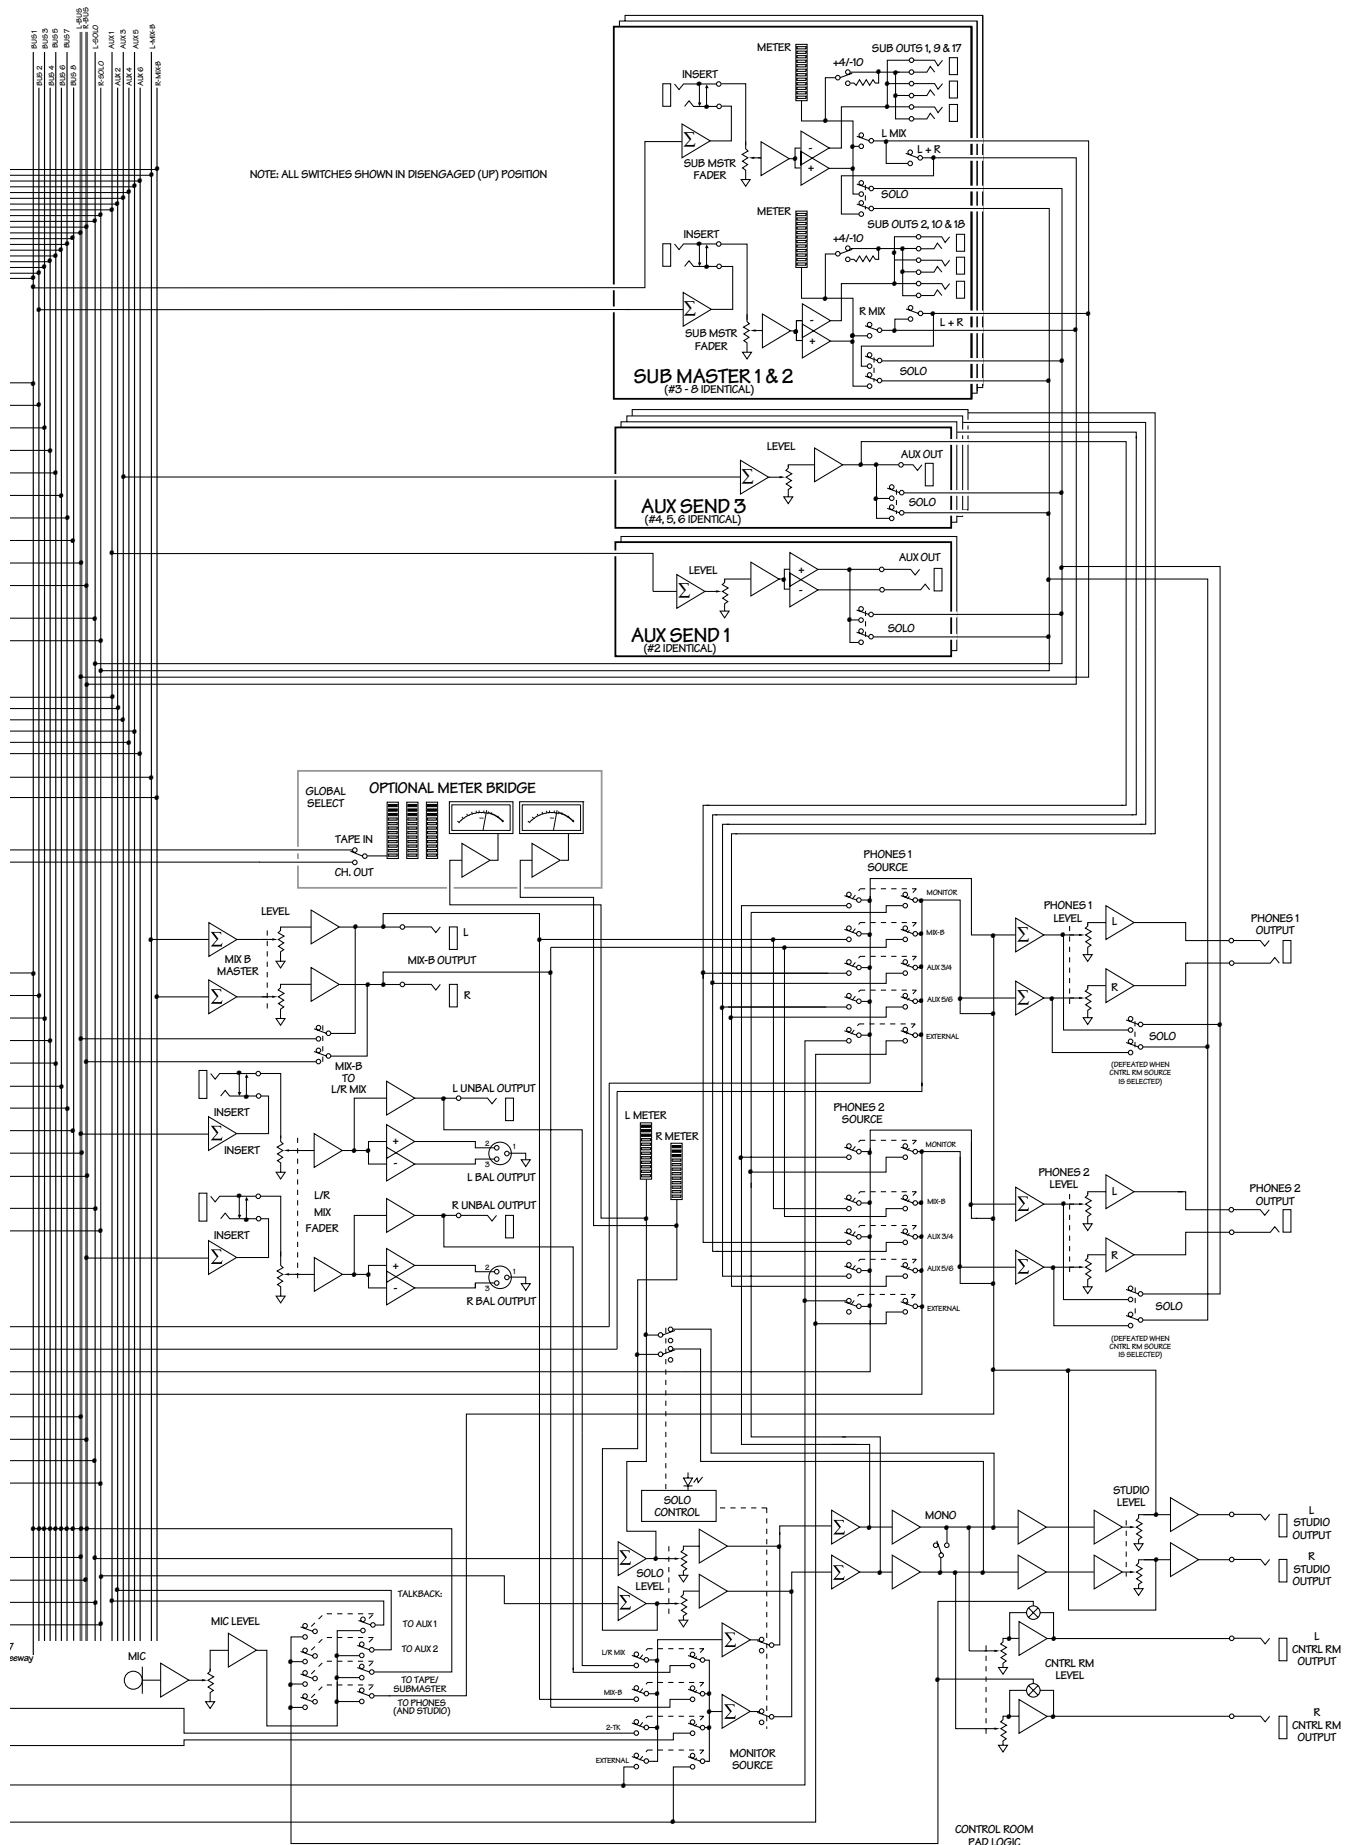 BUS 1
BUS 2
BUS 3
BUS 4
BUS 5
BUS 6
BUS 7
BUS 8
L-BUS
R-BUS
L-SOLO
R-SOLO
AUX 1
AUX 2
AUX 3
AUX 4
AUX 5
AUX 6
L-MIX-B
R-MIX-B
NOTE: ALL SWITCHES SHOWN IN DISENGAGED (UP) POSITION
METER
SUB OUTS 1, 9 & 17
+4/-10
INSERT
Σ
SUB MSTR
FADER
-
+
L MIX
L + R
SOLO
METER
SUB OUTS 2, 10 & 18
+4/-10
INSERT
Σ
SUB MSTR
FADER
-
+
R MIX
L + R
SOLO
SUB MASTER 1 & 2
(#3 - 8 IDENTICAL)
LEVEL
Σ
AUX OUT
SOLO
AUX SEND 3
(#4, 5, 6 IDENTICAL)
LEVEL
Σ
+
-
AUX OUT
SOLO
AUX SEND 1
(#2 IDENTICAL)
GLOBAL
SELECT
OPTIONAL METER BRIDGE
TAPE IN
CH. OUT
LEVEL
Σ
L
MIX B
MASTER
MIX-B OUTPUT
Σ
R
MIX-B
TO
L/R MIX
INSERT
Σ
INSERT
L UNBAL OUTPUT
+
-
2
1
3
L BAL OUTPUT
L/R
MIX
FADER
INSERT
Σ
R UNBAL OUTPUT
+
-
2
1
3
R BAL OUTPUT
L METER
R METER
PHONES 1
SOURCE
MONITOR
MIX-B
AUX 3/4
AUX 5/6
EXTERNAL
Σ
Σ
PHONES 1
LEVEL
L
R
PHONES 1
OUTPUT
SOLO
(DEFEATED WHEN
CNTRL RM SOURCE
IS SELECTED)
PHONES 2
SOURCE
MONITOR
MIX-B
AUX 3/4
AUX 5/6
EXTERNAL
Σ
Σ
PHONES 2
LEVEL
L
R
PHONES 2
OUTPUT
SOLO
(DEFEATED WHEN
CNTRL RM SOURCE
IS SELECTED)
SOLO
CONTROL
Σ
SOLO
LEVEL
Σ
Σ
Σ
MONO
STUDIO
LEVEL
L
STUDIO
OUTPUT
R
STUDIO
OUTPUT
TALKBACK:
TO AUX 1
TO AUX 2
TO TAPE/
SUBMASTER
TO PHONES
(AND STUDIO)
MIC LEVEL
MIC
7
eeway
L/R MIX
MIX-B
2-TK
EXTERNAL
Σ
Σ
MONITOR
SOURCE
CNTRL RM
LEVEL
L
CNTRL RM
OUTPUT
R
CNTRL RM
OUTPUT
CONTROL ROOM
PAD LOGIC